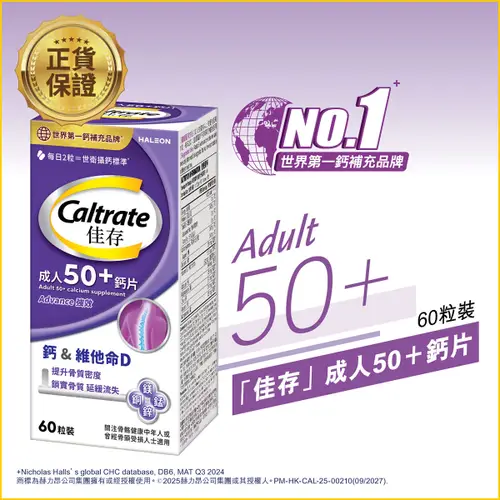 正貨
保證
世界第一鈣補充品牌+
HALEON
每日2粒=世衛攝鈣標準^
Caltrate
佳存
成人50+鈣片
Adult 50+ calcium supplement
Advance 強效
鈣 & 維他命D
提升骨質密度
鎖實骨質 延緩流失
鎂
銅 錳
鋅
60粒裝
關注骨骼健康中年人或
曾經骨願受損人士適用
NO.1+
世界第一鈣補充品牌
Adult
50+
60粒裝
「佳存」成人50+鈣片
+Nicholas Halls`s global CHC database, DB6, MAT Q3 2024
商標為赫力昂公司集團擁有或經授權使用。©2025赫力昂公司集團或其授權人。PM-HK-CAL-25-00210(09/2027).